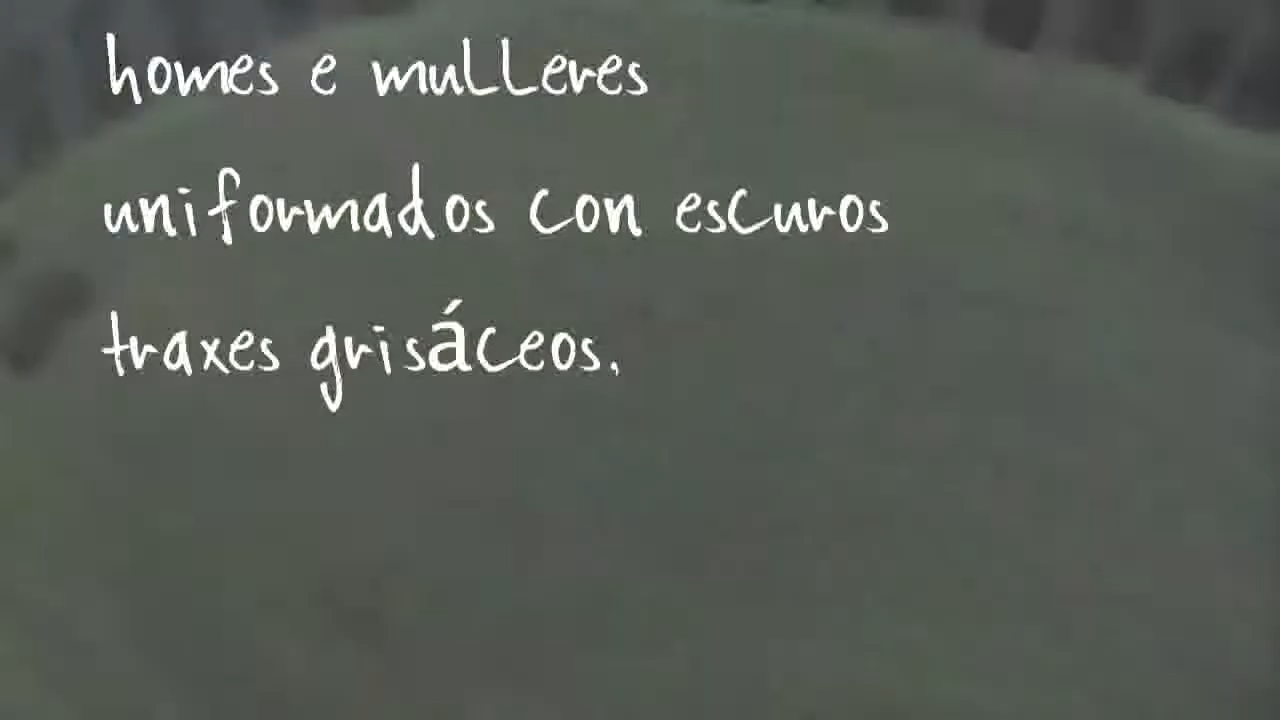 homes e mulleres
uniformados con escuros
traxes grisáceos.